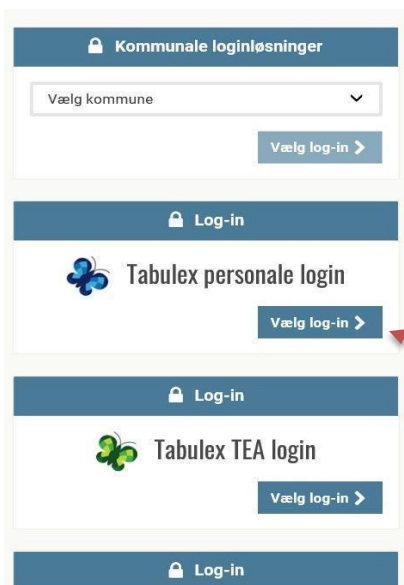 Kommunale loginløsninger
Vælg kommune
Vælg log-in
Log-in
Tabulex personale login
Vælg log-in
Log-in
Tabulex TEA login
Vælg log-in
Log-in